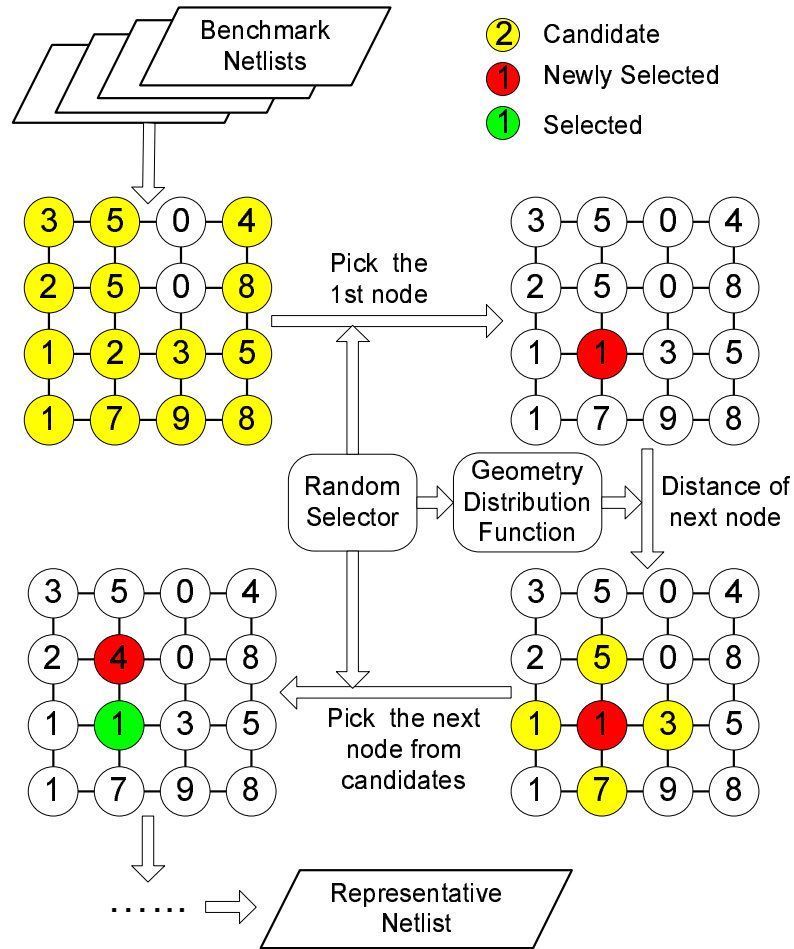 Benchmark
Netlists
2 Candidate
1 Newly Selected
1 Selected
3 5 0 4
2 5 0 8
1 2 3 5
1 7 9 8
Pick the
1st node
3 5 0 4
2 5 0 8
1 1 3 5
1 7 9 8
Random
Selector
Geometry
Distribution
Function
Distance of
next node
3 5 0 4
2 5 0 8
1 1 3 5
1 7 9 8
Pick the next
node from
candidates
3 5 0 4
2 4 0 8
1 1 3 5
1 7 9 8
......
Representative
Netlist